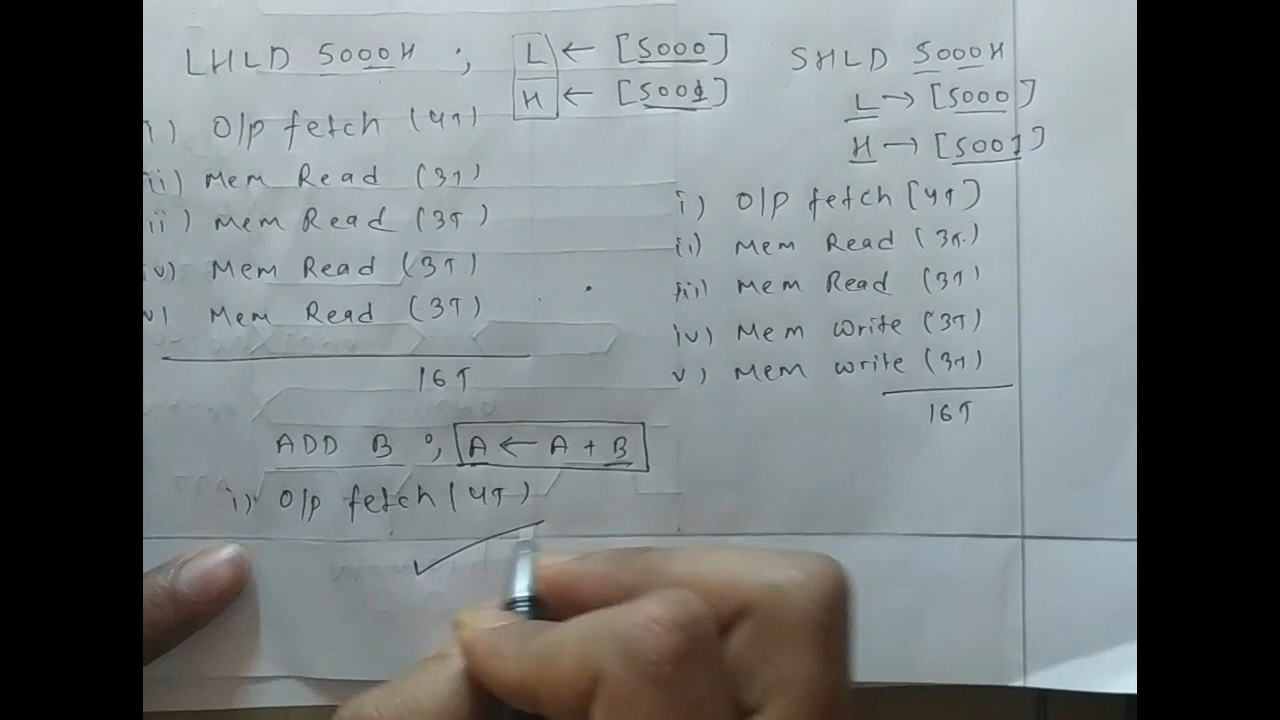 LHLD 5000H ; L ← [5000]
H ← [5001]
i) O/p fetch (4T)
ii) Mem Read (3T)
ii) Mem Read (3T)
iv) Mem Read (3T)
v) Mem Read (3T)
16T
ADD B ; A ← A + B
i) O/p fetch (4T)
SHLD 5000H
L → [5000]
H → [5001]
i) O/p fetch [4T]
ii) Mem Read (3T.)
iii) Mem Read (3T)
iv) Mem write (3T)
v) Mem write (3T)
16T